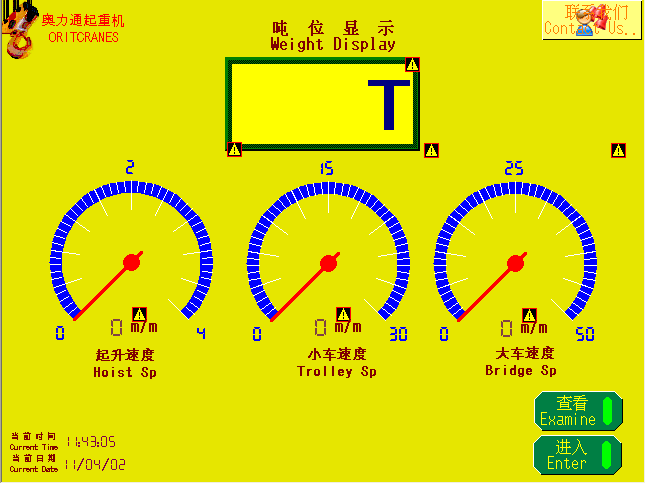 奥力通起重机
ORITCRANES
吨 位 显 示
Weight Display
联系我们
Contact Us..
T
2
15
25
0
0 m/m
4
0
0 m/m
30
0
0 m/m
50
起升速度
Hoist Sp
小车速度
Trolley Sp
大车速度
Bridge Sp
查看
Examine
进入
Enter
当前时间
Current Time 11:43:05
当前日期
Current Date 11/04/02